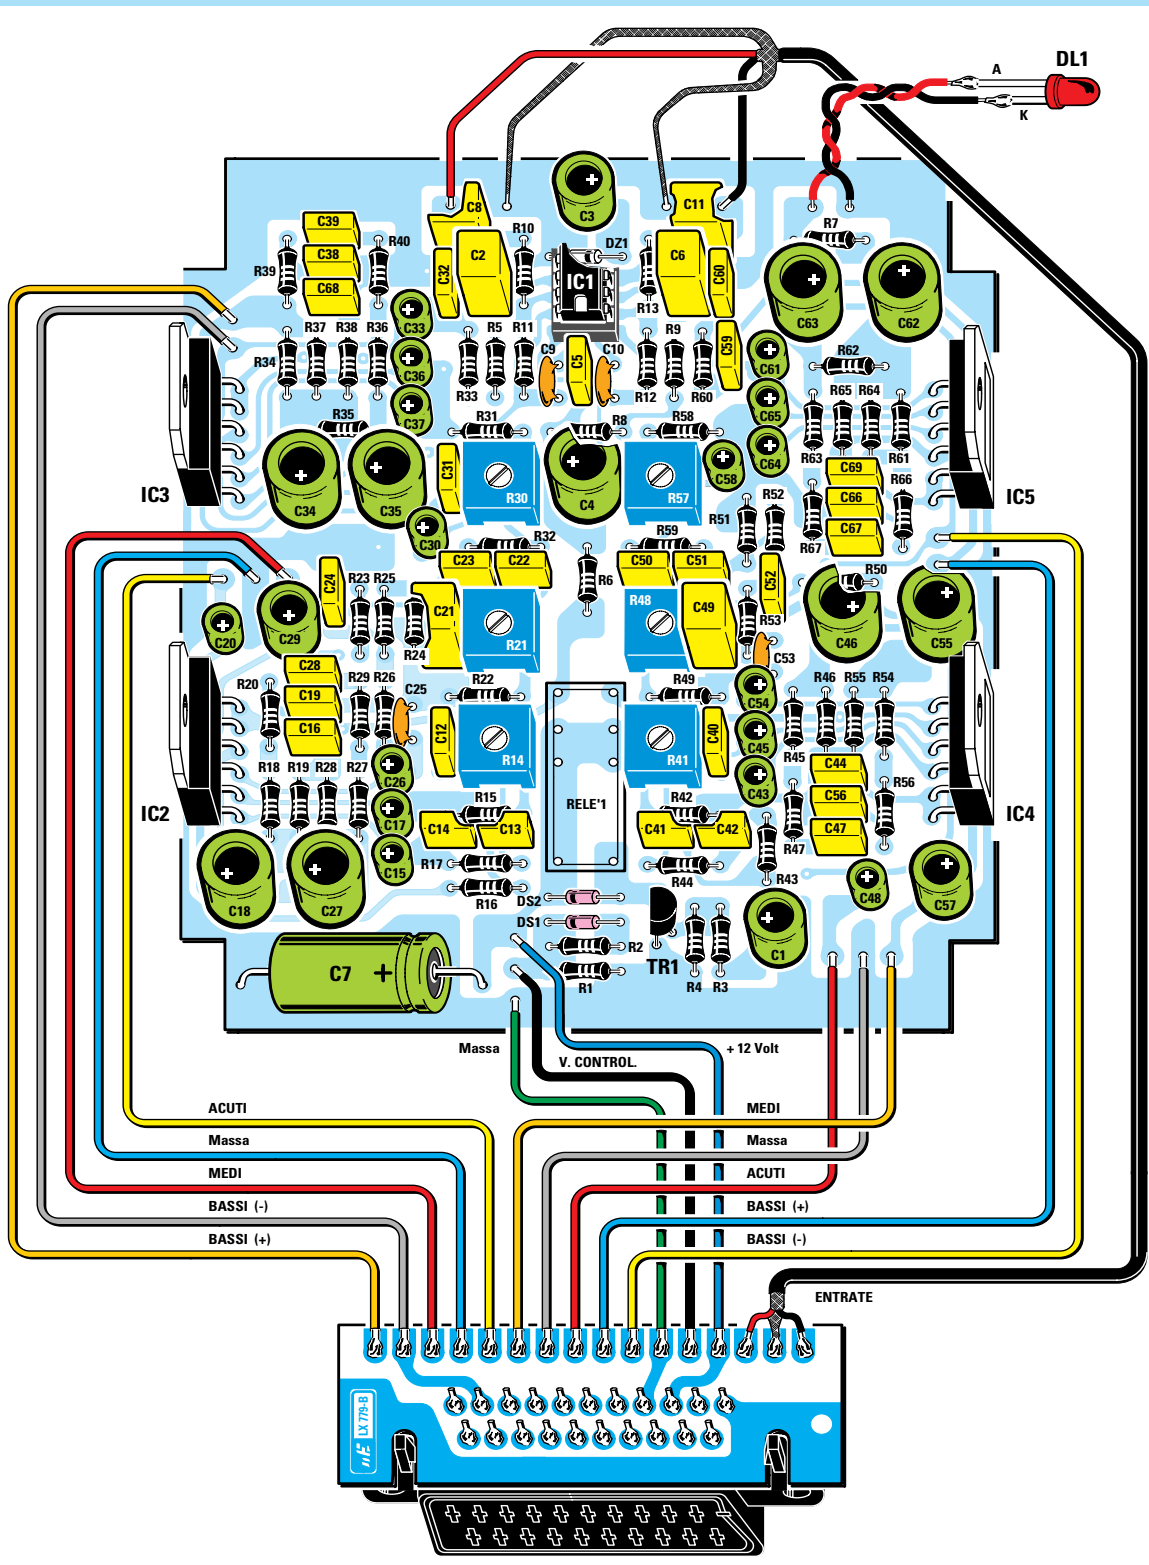 DL1
A
K
C3
C8
C11
R7
C39
R10
R40
DZ1
C38
C2
C6
R39
C32
IC1
C60
C68
R13
C63
C62
C33
R37 R38 R36
R5 R11
R9
C59
C9
C10
C5
C61
R62
R34
C36
R33
R12
R60
R65 R64
C37
C65
R35
R31
R8
R58
R63
R61
C64
C69
C31
C58
R66
IC3
R30
R57
R52
C66
IC5
C34
C35
C4
R51
C67
C30
R32
R59
R67
C23
C22
C50
C51
R50
C24
R23 R25
R6
C52
C21
R48
C49
C20
C29
R21
R53
C46
C55
R24
C28
C53
R20
R29 R26
R22
R49
R46 R55 R54
C19
C25
C54
C16
C12
C40
C45
R45
R14
R41
C44
R18 R19 R28 R27
C26
C43
R56
R15
RELE'1
R42
C56
IC2
C17
C14
C13
C41
C42
C47
IC4
R17
C15
R44
R47
R43
R16
DS2
C48
C57
C18
C27
DS1
R2
C1
C7 +
TR1
R1
R4 R3
Massa
+ 12 Volt
V. CONTROL.
ACUTI
MEDI
Massa
Massa
MEDI
ACUTI
BASSI (-)
BASSI (+)
BASSI (+)
BASSI (-)
ENTRATE
LX 779-B